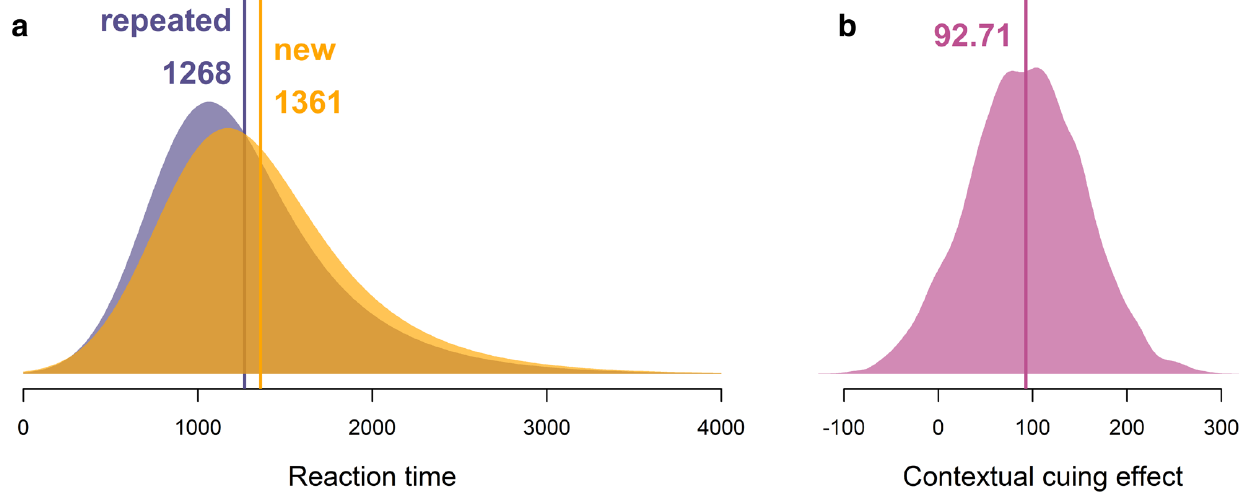 a
repeated
1268
new
1361
0 1000 2000 3000 4000
Reaction time
b
92.71
-100 0 100 200 300
Contextual cuing effect